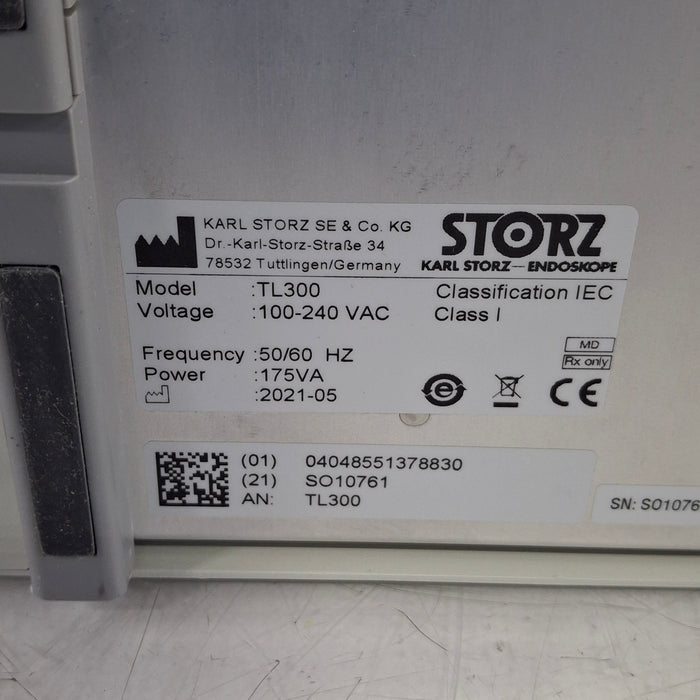 KARL STORZ SE & Co. KG
Dr.-Karl-Storz-Straße 34
78532 Tuttlingen/Germany
STORZ
KARL STORZ—ENDOSKOPE
Model :TL300
Voltage :100-240 VAC
Classification IEC
Class I
Frequency :50/60 HZ
Power :175VA
:2021-05
MD
Rx only
e
CE
(01) 04048551378830
(21) SO10761
AN: TL300
SN: SO1076